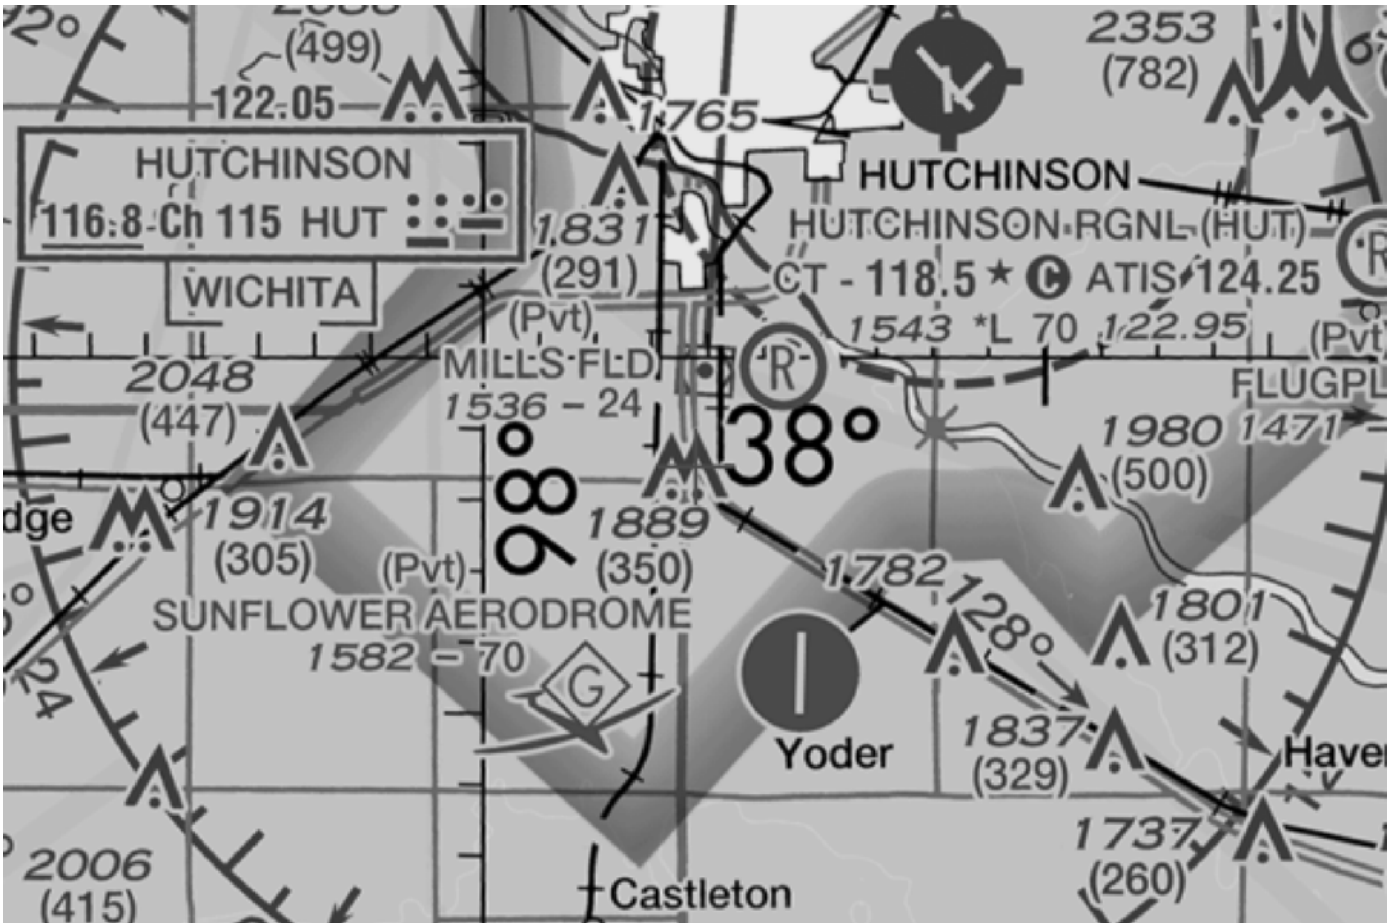 92°
(499)
122.05
1765
2353
(782)
HUTCHINSON
116.8 Ch 115 HUT
WICHITA
1831
(291)
HUTCHINSON
HUTCHINSON RGNL (HUT)
CT - 118.5 * C ATIS 124.25
1543 *L 70 122.95
R
(Pvt)
MILLS FLD
1536 - 24
R
(Pvt)
FLUGPL
1471 -
2048
(447)
98°
38°
1980
(500)
dge
1914
(305)
1889
(350)
(Pvt)
SUNFLOWER AERODROME
1582 - 70
G
1782
128°
1801
(312)
24
Yoder
1837
(329)
Haven
2006
(415)
1737
(260)
Castleton